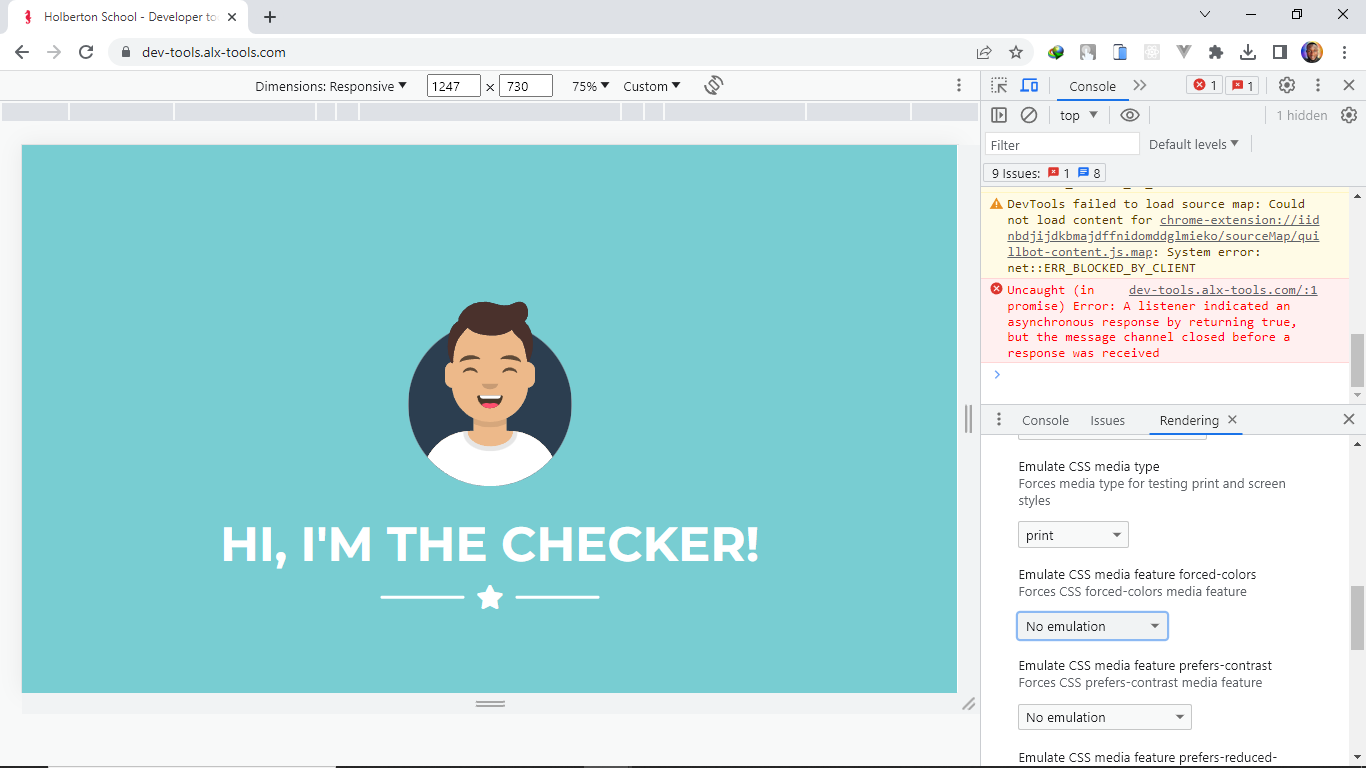 Holberton School - Developer to
dev-tools.alx-tools.com
Dimensions: Responsive
1247
×
730
75%
Custom
Console
1
1
top
1 hidden
Filter
Default levels
9 Issues:
1
8
DevTools failed to load source map: Could
not load content for chrome-extension://iid
nbdjijdkbmajdffnidomddglmieko/sourceMap/qui
llbot-content.js.map: System error:
net::ERR_BLOCKED_BY_CLIENT
Uncaught (in dev-tools.alx-tools.com/:1
promise) Error: A listener indicated an
asynchronous response by returning true,
but the message channel closed before a
response was received
HI, I'M THE CHECKER!
Console
Issues
Rendering
Emulate CSS media type
Forces media type for testing print and screen
styles
print
Emulate CSS media feature forced-colors
Forces CSS forced-colors media feature
No emulation
Emulate CSS media feature prefers-contrast
Forces CSS prefers-contrast media feature
No emulation
Emulate CSS media feature prefers-reduced-